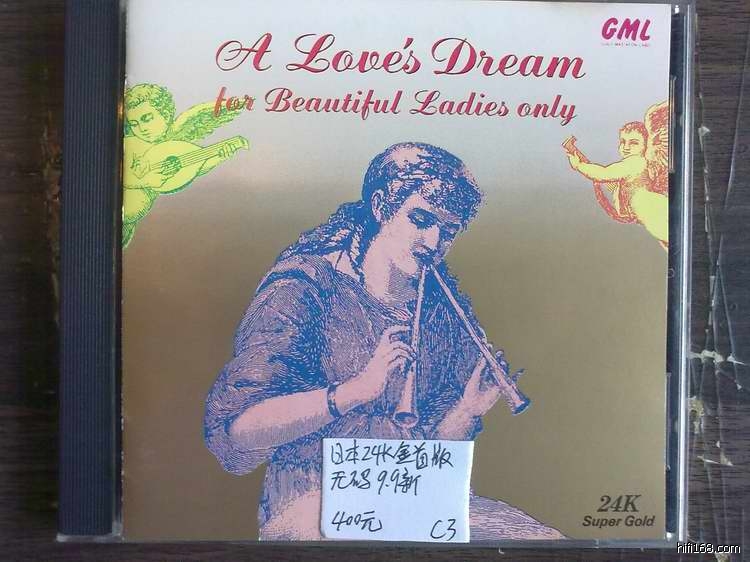 GML
A Love's Dream
for Beautiful Ladies only
日本24K金首版
无码 9.9新
400元 C3
24K
Super Gold
hifi168.com